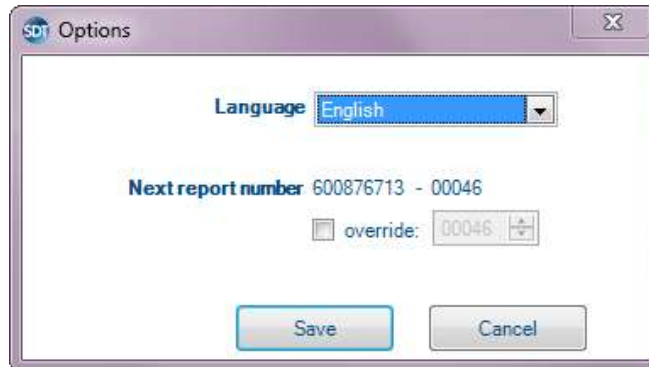 SDT Options
Language English
Next report number 600876713 - 00046
override: 00046
Save Cancel